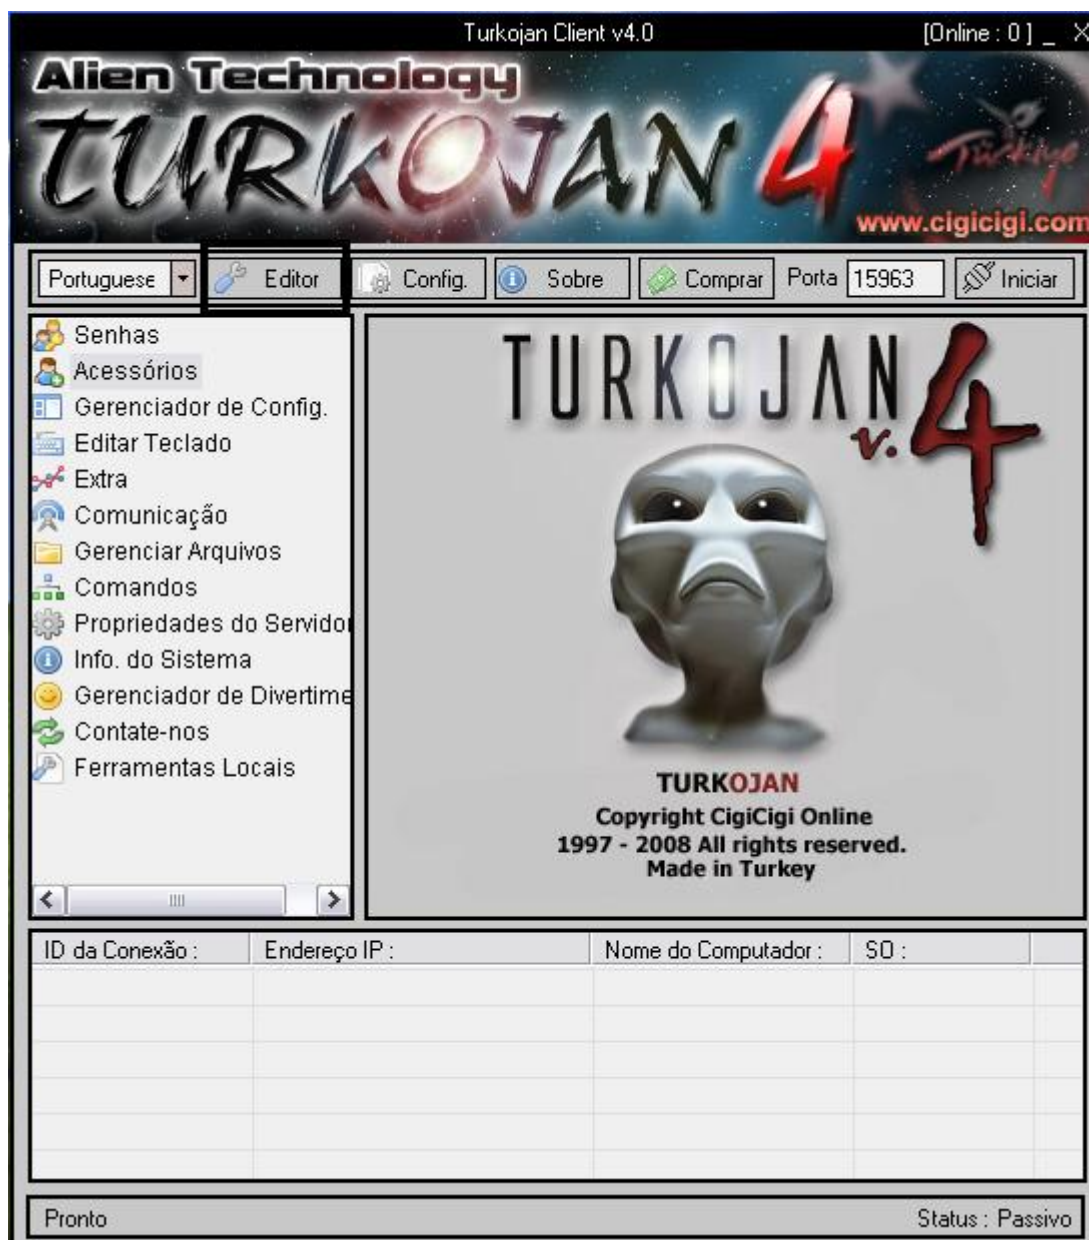 Turkojan Client v4.0 [Online : 0 ] _ X
Alien Technology
TURKOJAN 4
Türkiye
www.cigicigi.com
Portuguese Editor Config. Sobre Comprar Porta 15963 Iniciar
Senhas
Acessórios
Gerenciador de Config.
Editar Teclado
Extra
Comunicação
Gerenciar Arquivos
Comandos
Propriedades do Servidor
Info. do Sistema
Gerenciador de Divertime
Contate-nos
Ferramentas Locais
TURKOJAN
v.4
TURKOJAN
Copyright CigiCigi Online
1997 - 2008 All rights reserved.
Made in Turkey
ID da Conexão : Endereço IP : Nome do Computador : SO :
Pronto Status : Passivo